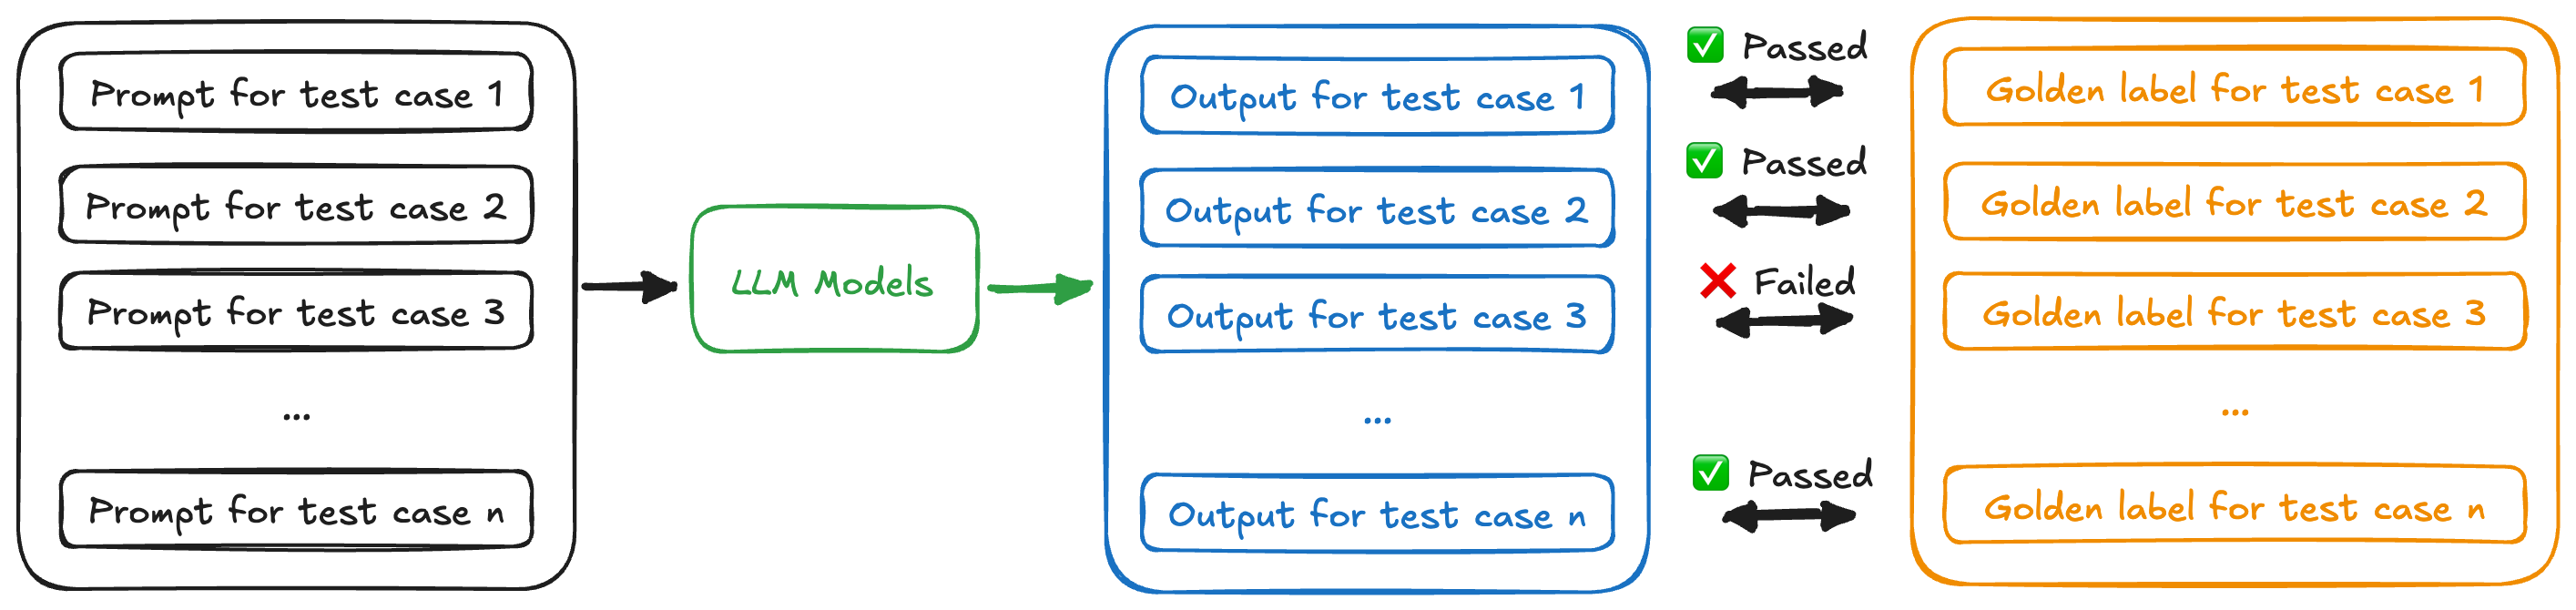 Prompt for test case 1
Prompt for test case 2
Prompt for test case 3
...
Prompt for test case n
LLM Models
Output for test case 1
Output for test case 2
Output for test case 3
...
Output for test case n
✅ Passed
✅ Passed
❌ Failed
✅ Passed
Golden label for test case 1
Golden label for test case 2
Golden label for test case 3
...
Golden label for test case n